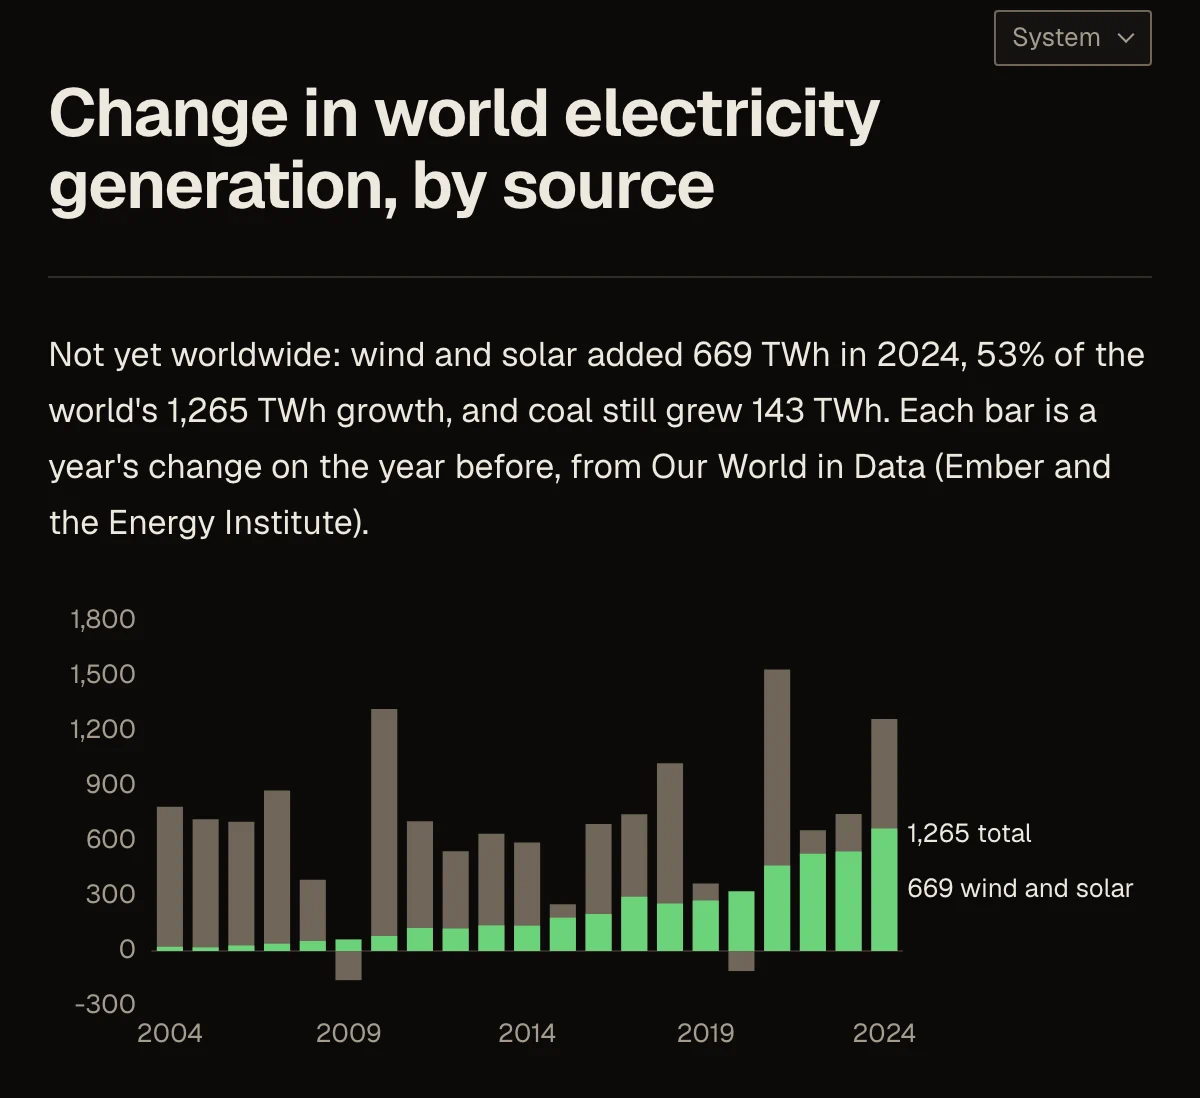 System
Change in world electricity
generation, by source
Not yet worldwide: wind and solar added 669 TWh in 2024, 53% of the
world's 1,265 TWh growth, and coal still grew 143 TWh. Each bar is a
year's change on the year before, from Our World in Data (Ember and
the Energy Institute).
1,800
1,500
1,200
900
600
1,265 total
300
669 wind and solar
0
-300
2004 2009 2014 2019 2024